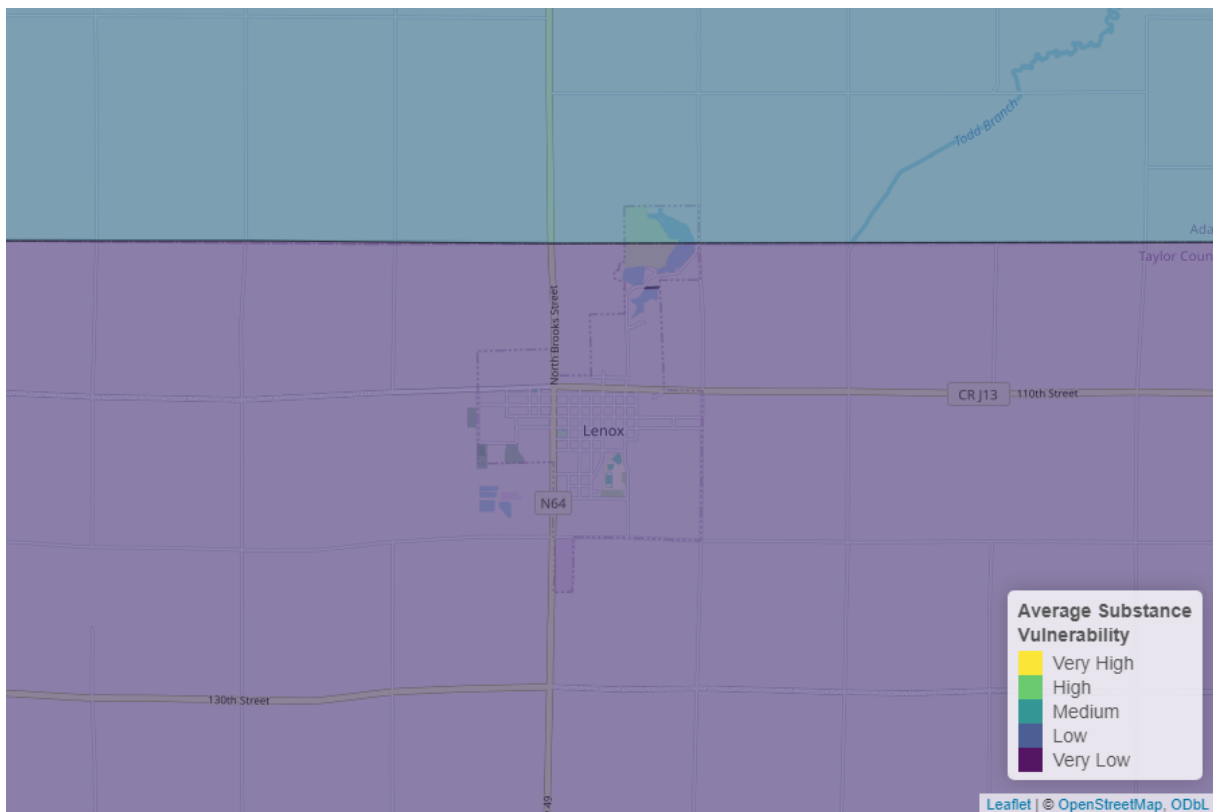 Todd Branch
Ada
Taylor Coun
North Brooks Street
CR J13
110th Street
Lenox
N64
130th Street
49
Average Substance
Vulnerability
Very High
High
Medium
Low
Very Low
Leaflet | © OpenStreetMap, ODbL